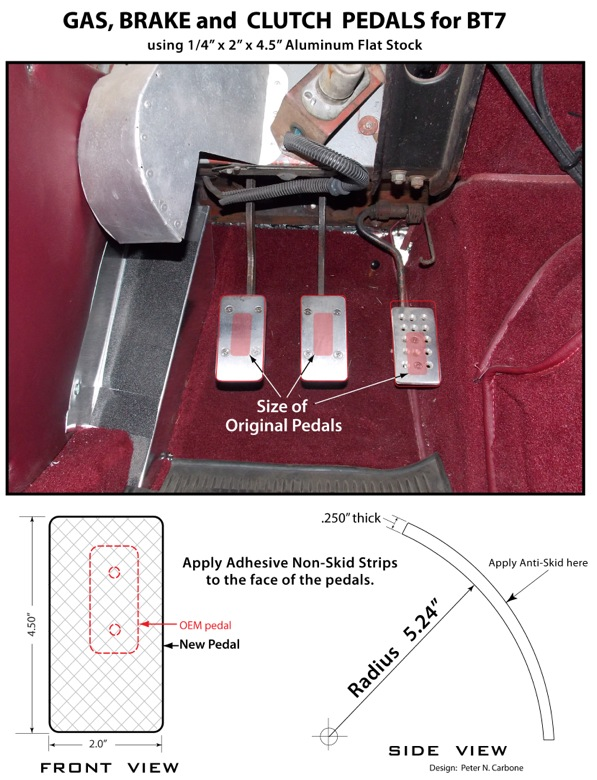 GAS, BRAKE and CLUTCH PEDALS for BT7
using 1/4” x 2” x 4.5” Aluminum Flat Stock
Size of
Original Pedals
.250” thick
Apply Adhesive Non-Skid Strips
to the face of the pedals.
Apply Anti-Skid here
4.50”
OEM pedal
New Pedal
Radius 5.24”
2.0”
FRONT VIEW
SIDE VIEW
Design: Peter N. Carbone